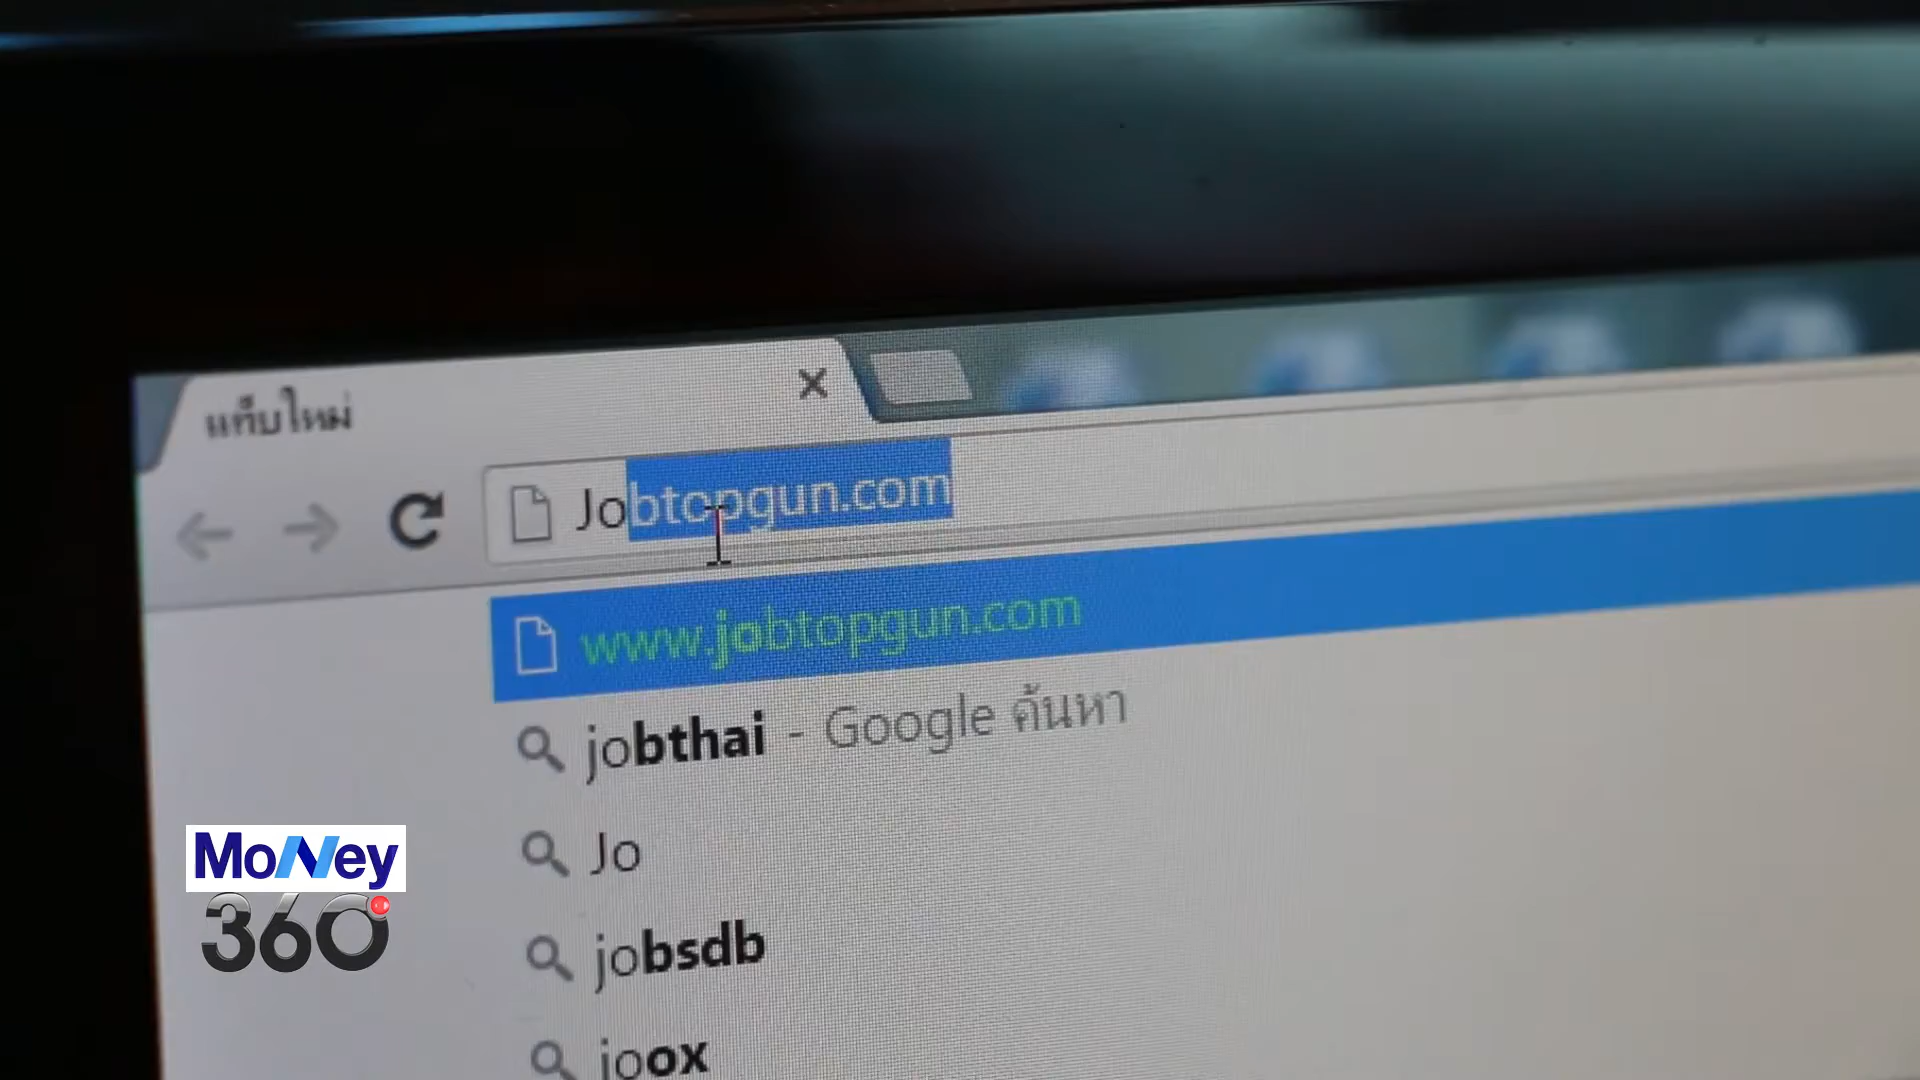 แท็บใหม่
Jobtopgun.com
www.jobtopgun.com
jobthai - Google ค้นหา
Jo
jobsdb
joox
Money
360